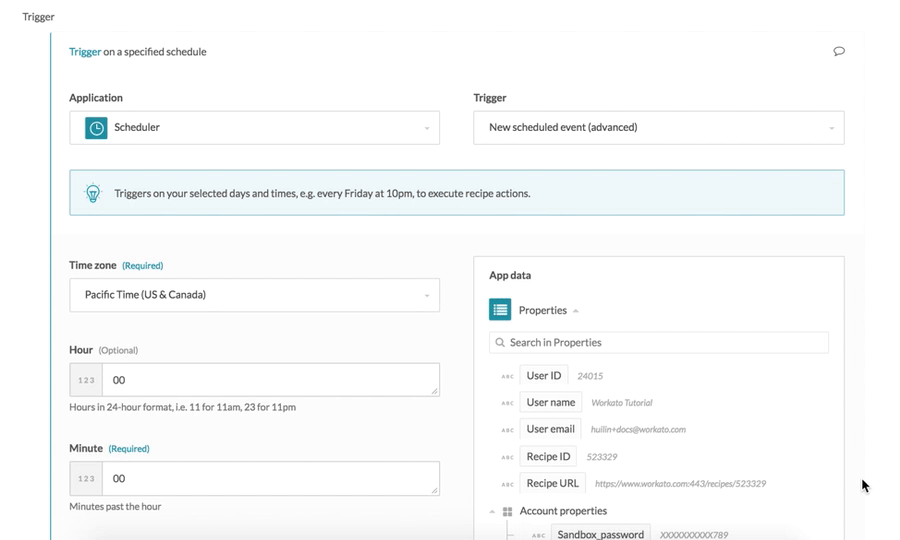 Trigger
Trigger on a specified schedule
Application
Trigger
Scheduler
New scheduled event (advanced)
Triggers on your selected days and times, e.g. every Friday at 10pm, to execute recipe actions.
Time zone (Required)
Pacific Time (US & Canada)
Hour (Optional)
123 00
Hours in 24-hour format, i.e. 11 for 11am, 23 for 11pm
Minute (Required)
123 00
Minutes past the hour
App data
Properties
Search in Properties
ABC User ID 24015
ABC User name Workato Tutorial
ABC User email huilin+docs@workato.com
ABC Recipe ID 523329
ABC Recipe URL https://www.workato.com:443/recipes/523329
Account properties
ABC Sandbox_password XXXXXXXXXX789